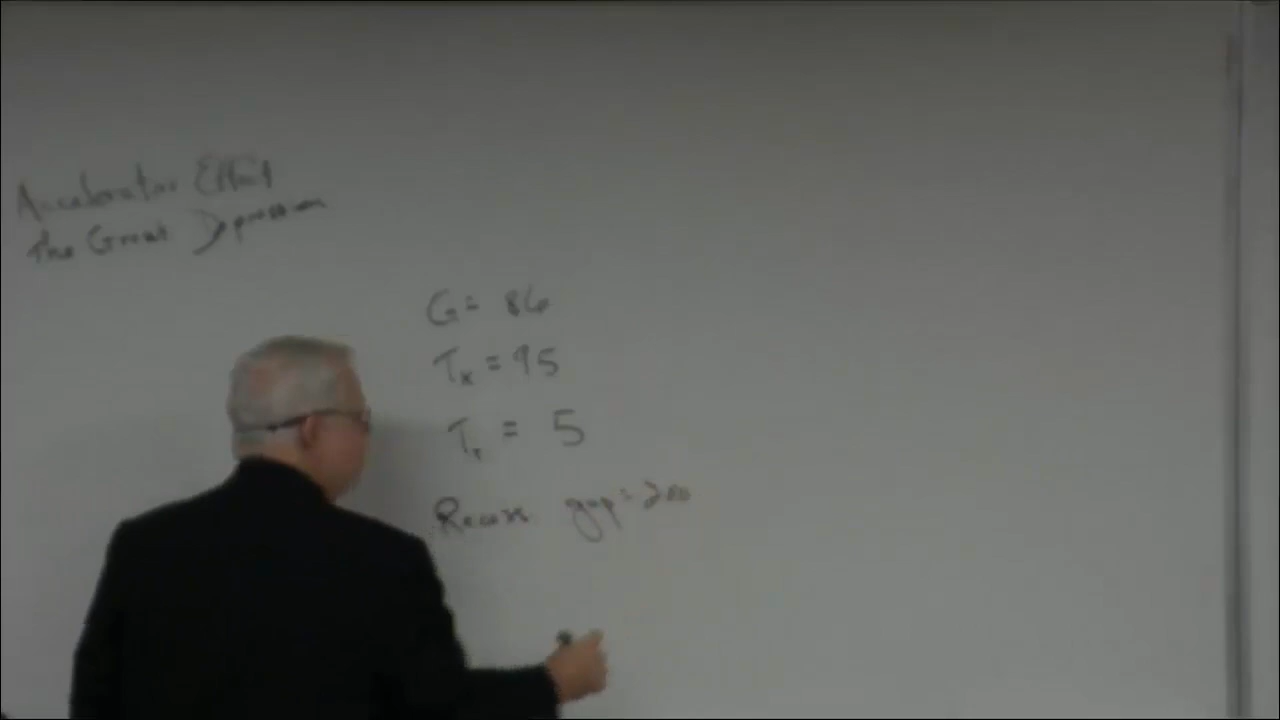 Accelerator Effect
The Great Depression
G = 86
Tx = 95
Tr = 5
Recess gap = 200